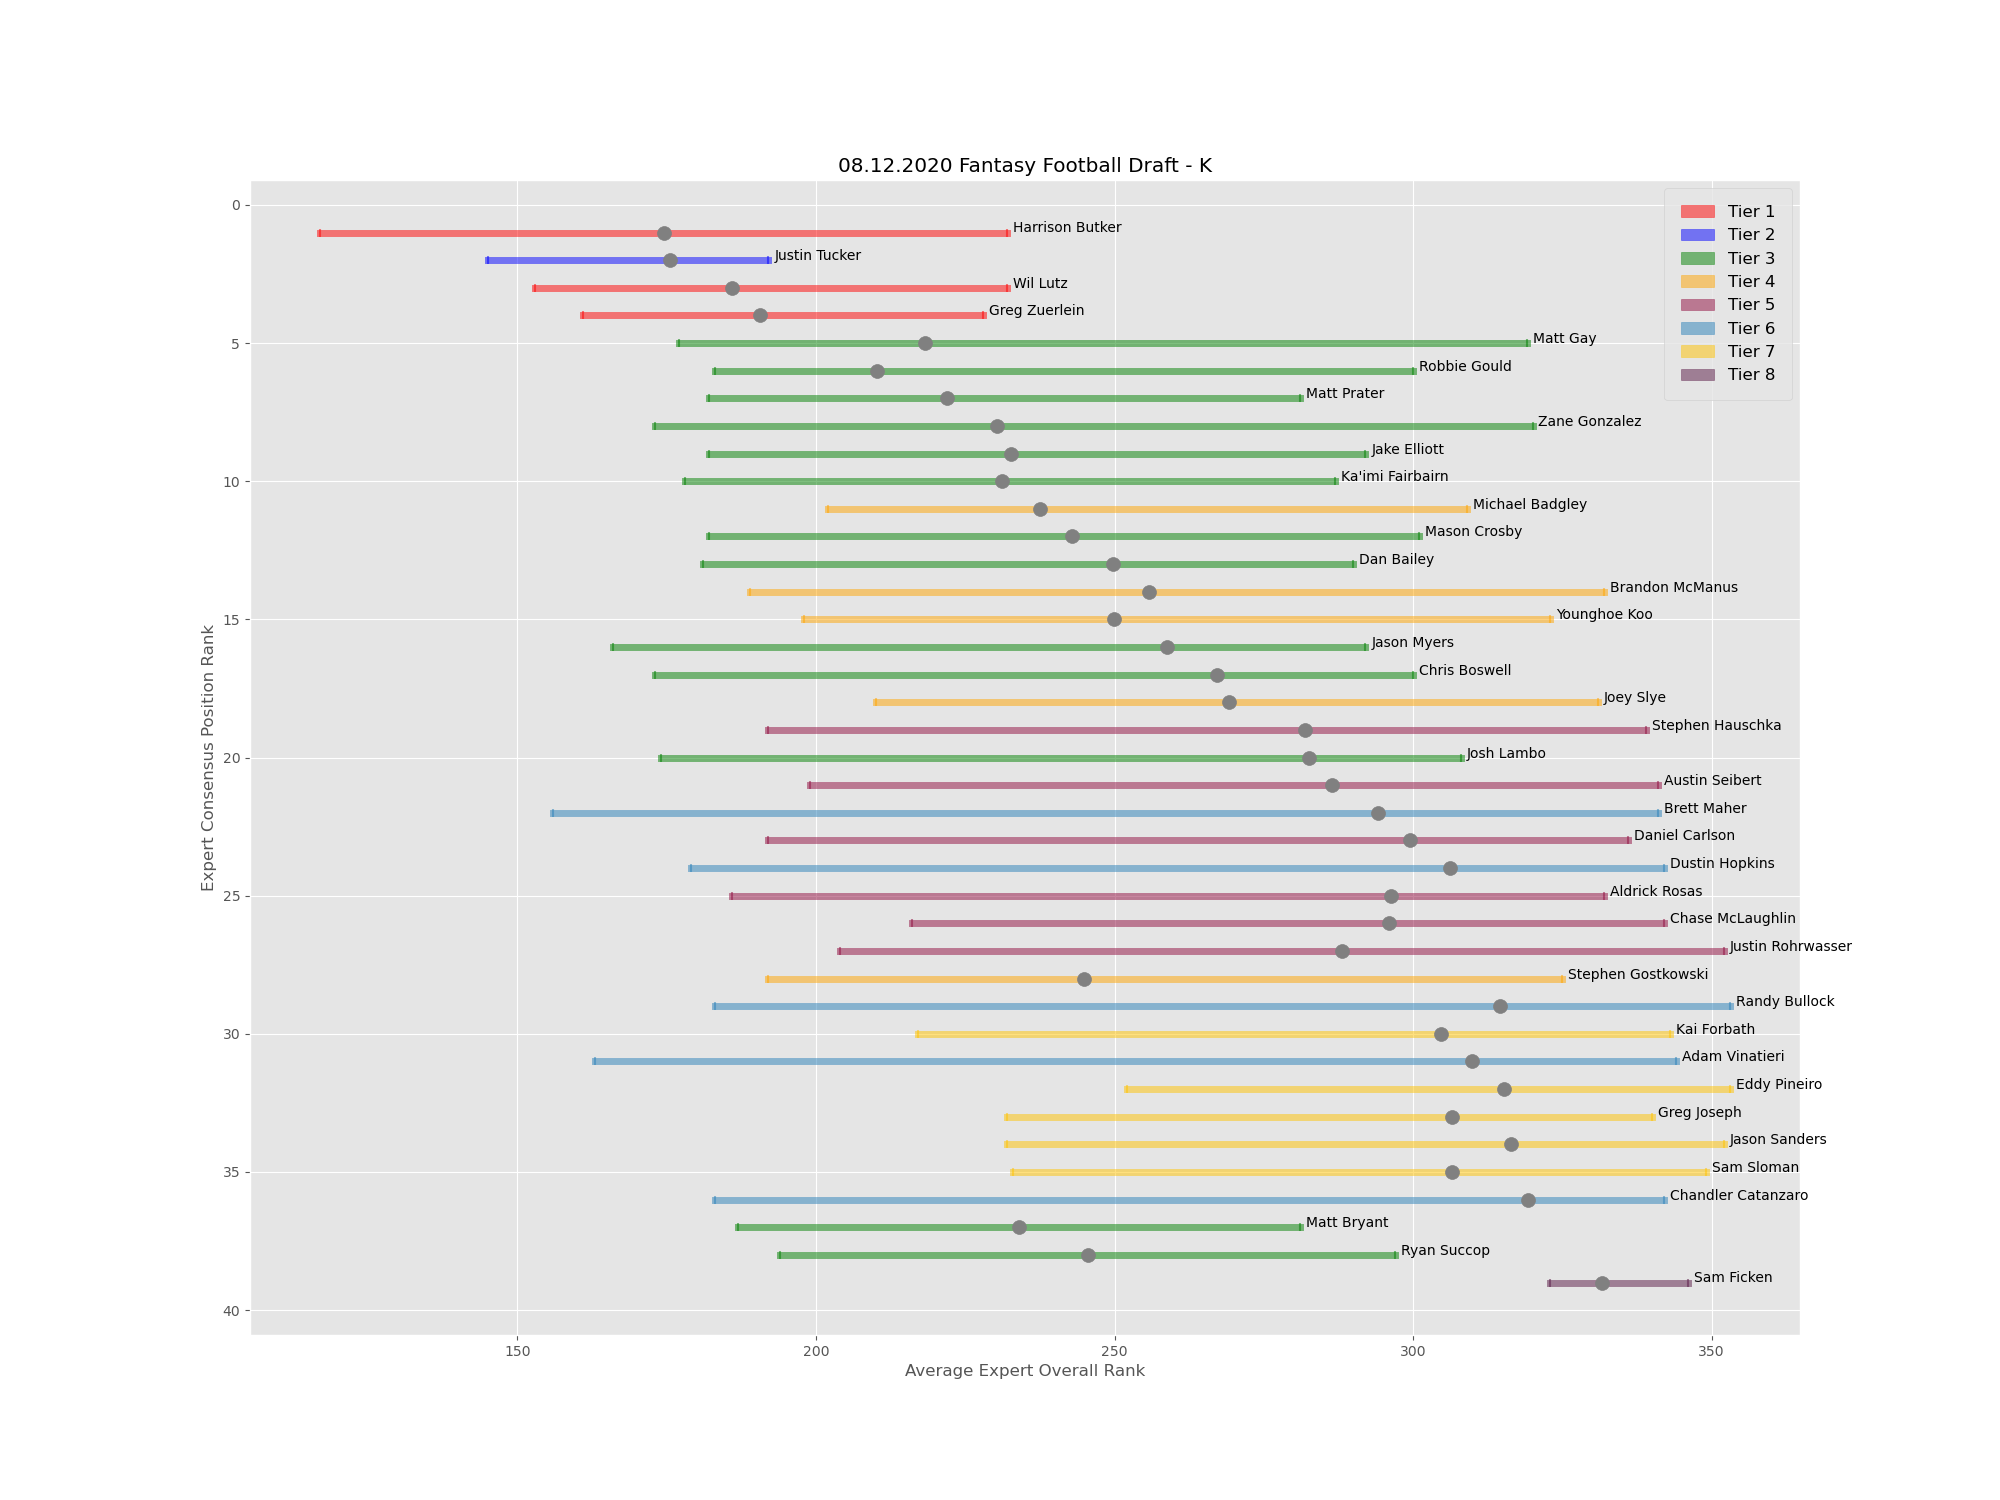 08.12.2020 Fantasy Football Draft - K
Tier 1
Tier 2
Tier 3
Tier 4
Tier 5
Tier 6
Tier 7
Tier 8
Harrison Butker
Justin Tucker
Wil Lutz
Greg Zuerlein
Matt Gay
Robbie Gould
Matt Prater
Zane Gonzalez
Jake Elliott
Ka'imi Fairbairn
Michael Badgley
Mason Crosby
Dan Bailey
Brandon McManus
Younghoe Koo
Jason Myers
Chris Boswell
Joey Slye
Stephen Hauschka
Josh Lambo
Austin Seibert
Brett Maher
Daniel Carlson
Dustin Hopkins
Aldrick Rosas
Chase McLaughlin
Justin Rohrwasser
Stephen Gostkowski
Randy Bullock
Kai Forbath
Adam Vinatieri
Eddy Pineiro
Greg Joseph
Jason Sanders
Sam Sloman
Chandler Catanzaro
Matt Bryant
Ryan Succop
Sam Ficken
0
5
10
15
20
25
30
35
40
Expert Consensus Position Rank
150 200 250 300 350
Average Expert Overall Rank